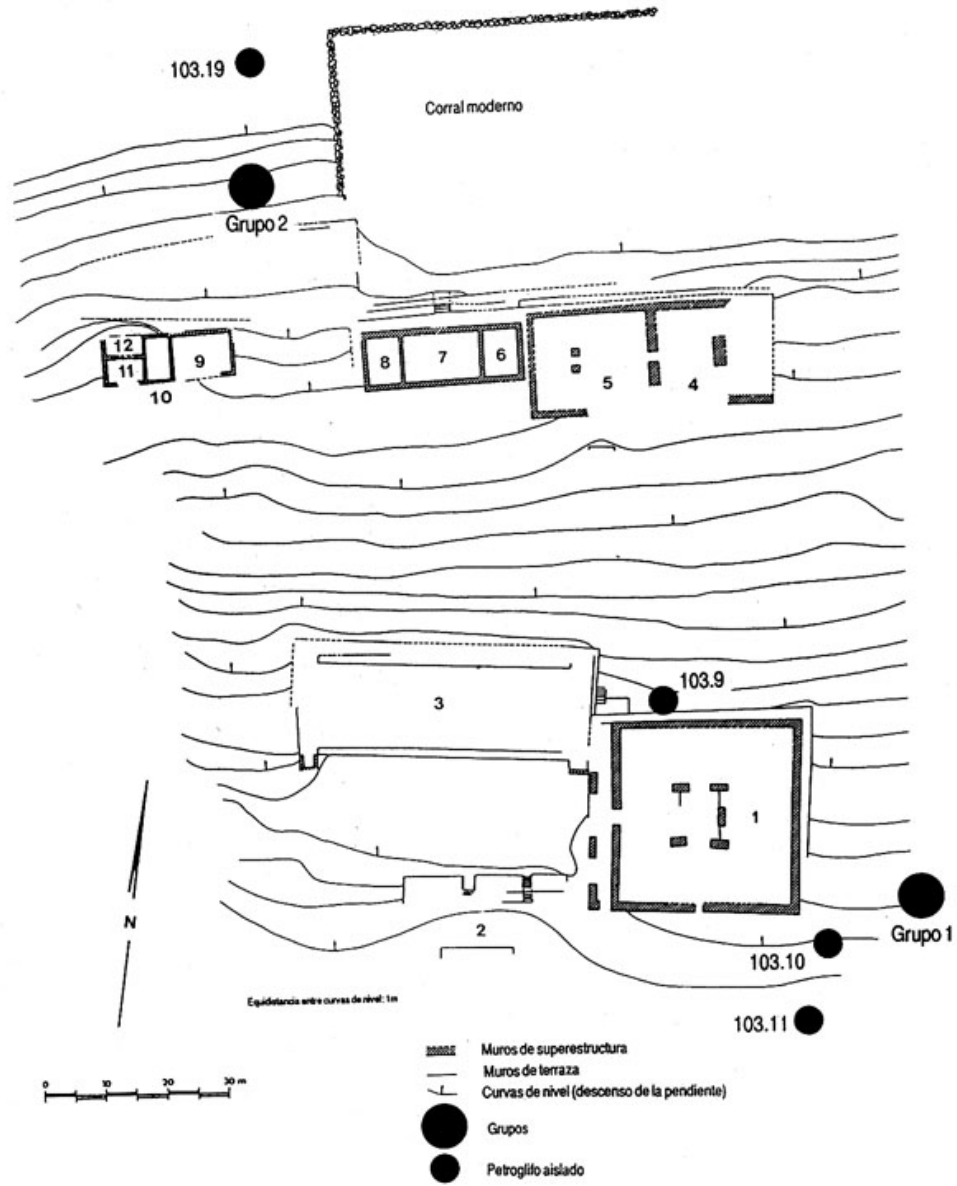 103.19
Corral moderno
Grupo 2
12
11
9
10
8
7
6
5
4
3
103.9
1
Grupo 1
103.10
2
103.11
N
Equidistancia entre curvas de nivel: 1m
0 10 20 30 m
Muros de superestructura
Muros de terraza
Curvas de nivel (descenso de la pendiente)
Grupos
Petroglifo aislado